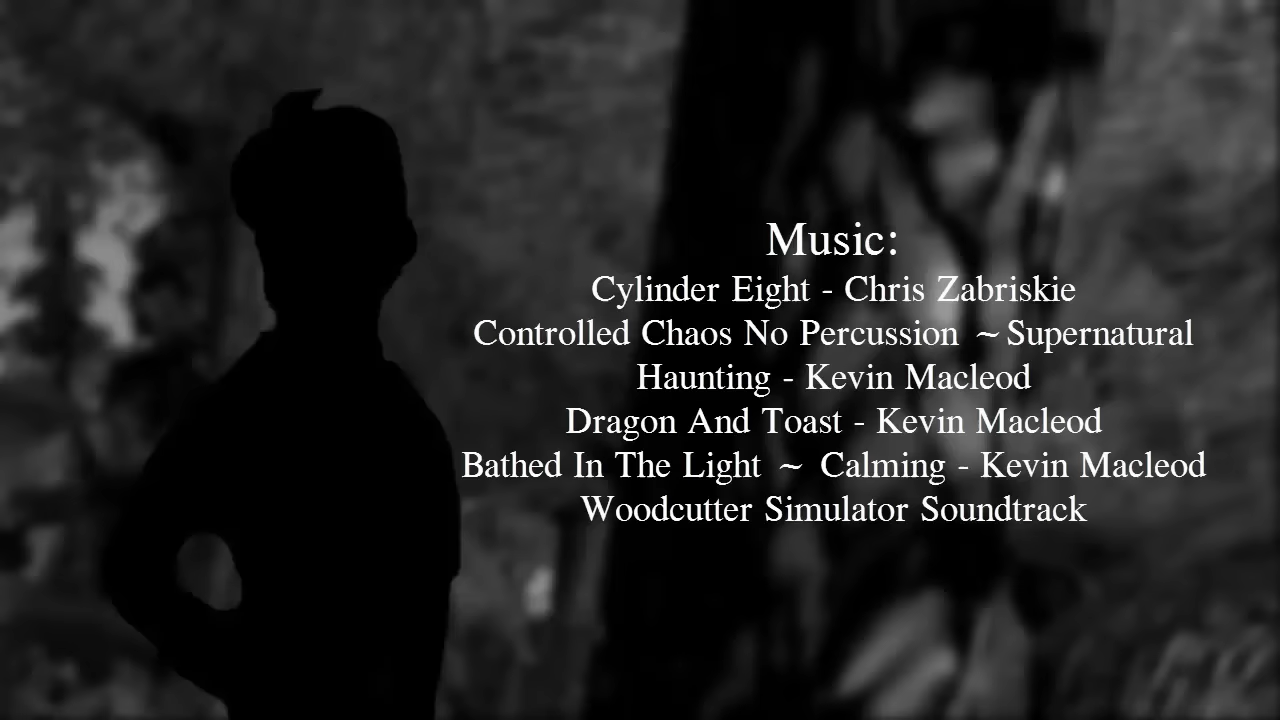 Music:
Cylinder Eight - Chris Zabriskie
Controlled Chaos No Percussion ~ Supernatural
Haunting - Kevin Macleod
Dragon And Toast - Kevin Macleod
Bathed In The Light ~ Calming - Kevin Macleod
Woodcutter Simulator Soundtrack